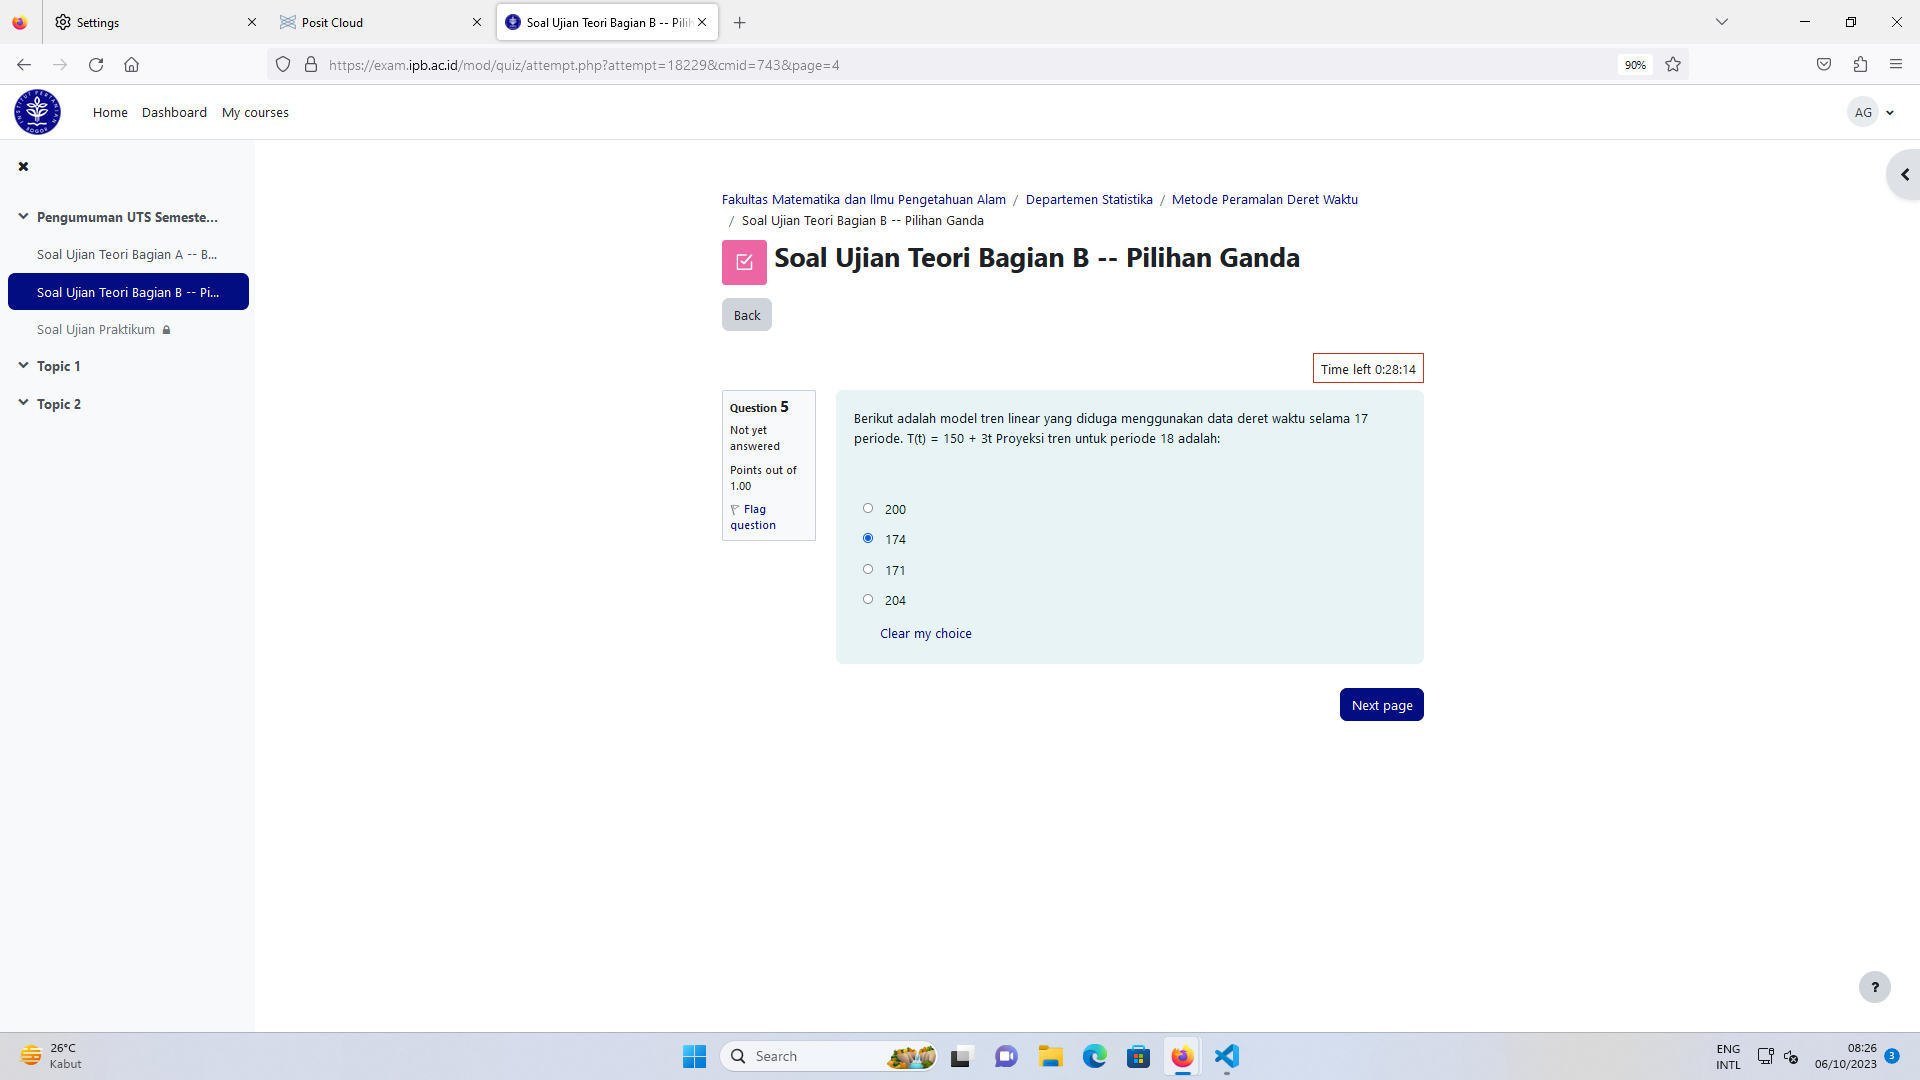 Settings
Posit Cloud
Soal Ujian Teori Bagian B -- Pilih
https://exam.ipb.ac.id/mod/quiz/attempt.php?attempt=18229&cmid=743&page=4
90%
INSTITUT PERTANIAN BOGOR
Home
Dashboard
My courses
AG
Pengumuman UTS Semeste...
Soal Ujian Teori Bagian A -- B...
Soal Ujian Teori Bagian B -- Pi...
Soal Ujian Praktikum
Topic 1
Topic 2
Fakultas Matematika dan Ilmu Pengetahuan Alam / Departemen Statistika / Metode Peramalan Deret Waktu
/ Soal Ujian Teori Bagian B -- Pilihan Ganda
Soal Ujian Teori Bagian B -- Pilihan Ganda
Back
Time left 0:28:14
Question 5
Not yet
answered
Points out of
1.00
Flag
question
Berikut adalah model tren linear yang diduga menggunakan data deret waktu selama 17
periode. T(t) = 150 + 3t Proyeksi tren untuk periode 18 adalah:
200
174
171
204
Clear my choice
Next page
?
26°C
Kabut
Search
ENG
INTL
08:26
06/10/2023
3